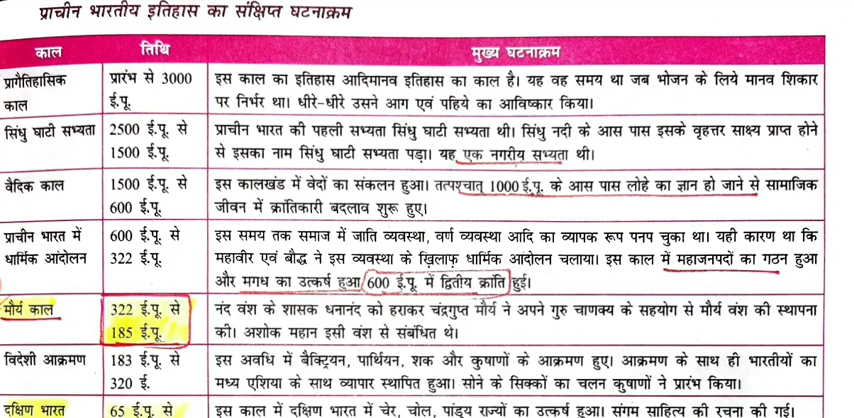 प्राचीन भारतीय इतिहास का संक्षिप्त घटनाक्रम
काल तिथि मुख्य घटनाक्रम
प्रागैतिहासिक प्रारंभ से 3000 इस काल का इतिहास आदिमानव इतिहास का काल है। यह वह समय था जब भोजन के लिये मानव शिकार
काल ई.पू. पर निर्भर था। धीरे-धीरे उसने आग एवं पहिये का आविष्कार किया।
सिंधु घाटी सभ्यता 2500 ई.पू. से प्राचीन भारत की पहली सभ्यता सिंधु घाटी सभ्यता थी। सिंधु नदी के आस पास इसके वृहत्तर साक्ष्य प्राप्त होने
1500 ई.पू. से इसका नाम सिंधु घाटी सभ्यता पड़ा। यह एक नगरीय सभ्यता थी।
वैदिक काल 1500 ई.पू. से इस कालखंड में वेदों का संकलन हुआ। तत्पश्चात् 1000 ई.पू. के आस पास लोहे का ज्ञान हो जाने से सामाजिक
600 ई.पू. जीवन में क्रांतिकारी बदलाव शुरू हुए।
प्राचीन भारत में 600 ई.पू. से इस समय तक समाज में जाति व्यवस्था, वर्ण व्यवस्था आदि का व्यापक रूप पनप चुका था। यही कारण था कि
धार्मिक आंदोलन 322 ई.पू. महावीर एवं बौद्ध ने इस व्यवस्था के खिलाफ़ धार्मिक आंदोलन चलाया। इस काल में महाजनपदों का गठन हुआ
और मगध का उत्कर्ष हुआ 600 ई.पू. में द्वितीय क्रांति हुई।
मौर्य काल 322 ई.पू. से नंद वंश के शासक धनानंद को हराकर चंद्रगुप्त मौर्य ने अपने गुरु चाणक्य के सहयोग से मौर्य वंश की स्थापना
185 ई.पू. की। अशोक महान इसी वंश से संबंधित थे।
विदेशी आक्रमण 183 ई.पू. से इस अवधि में बैक्ट्रियन, पार्थियन, शक और कुषाणों के आक्रमण हुए। आक्रमण के साथ ही भारतीयों का
320 ई. मध्य एशिया के साथ व्यापार स्थापित हुआ। सोने के सिक्कों का चलन कुषाणों ने प्रारंभ किया।
दक्षिण भारत 65 ई.पू. से इस काल में दक्षिण भारत में चेर, चोल, पांड्य राज्यों का उत्कर्ष हुआ। संगम साहित्य की रचना की गई।